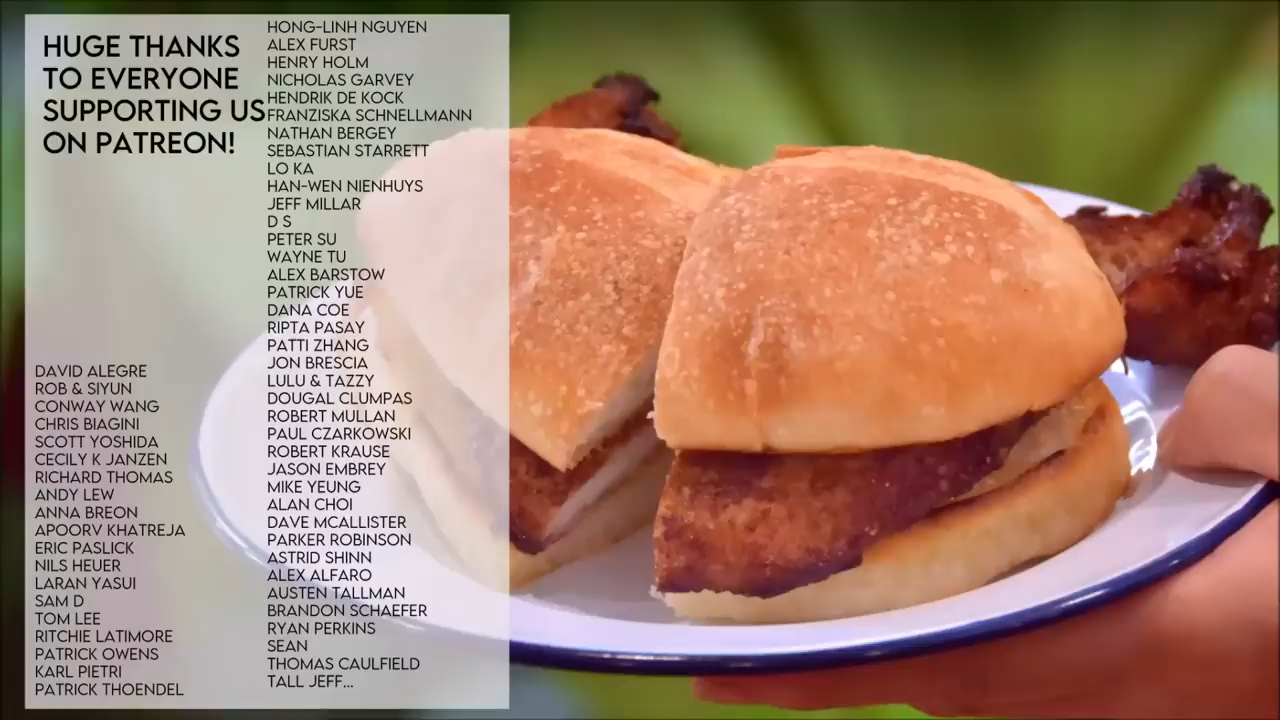 HUGE THANKS
TO EVERYONE
SUPPORTING US
ON PATREON!
DAVID ALEGRE
ROB & SIYUN
CONWAY WANG
CHRIS BIAGINI
SCOTT YOSHIDA
CECILY K JANZEN
RICHARD THOMAS
ANDY LEW
ANNA BREON
APOORV KHATREJA
ERIC PASLICK
NILS HEUER
LARAN YASUI
SAM D
TOM LEE
RITCHIE LATIMORE
PATRICK OWENS
KARL PIETRI
PATRICK THOENDEL
HONG-LINH NGUYEN
ALEX FURST
HENRY HOLM
NICHOLAS GARVEY
HENDRIK DE KOCK
FRANZISKA SCHNELLMANN
NATHAN BERGEY
SEBASTIAN STARRETT
LO KA
HAN-WEN NIENHUYS
JEFF MILLAR
D S
PETER SU
WAYNE TU
ALEX BARSTOW
PATRICK YUE
DANA COE
RIPTA PASAY
PATTI ZHANG
JON BRESCIA
LULU & TAZZY
DOUGAL CLUMPAS
ROBERT MULLAN
PAUL CZARKOWSKI
ROBERT KRAUSE
JASON EMBREY
MIKE YEUNG
ALAN CHOI
DAVE MCALLISTER
PARKER ROBINSON
ASTRID SHINN
ALEX ALFARO
AUSTEN TALLMAN
BRANDON SCHAEFER
RYAN PERKINS
SEAN
THOMAS CAULFIELD
TALL JEFF...